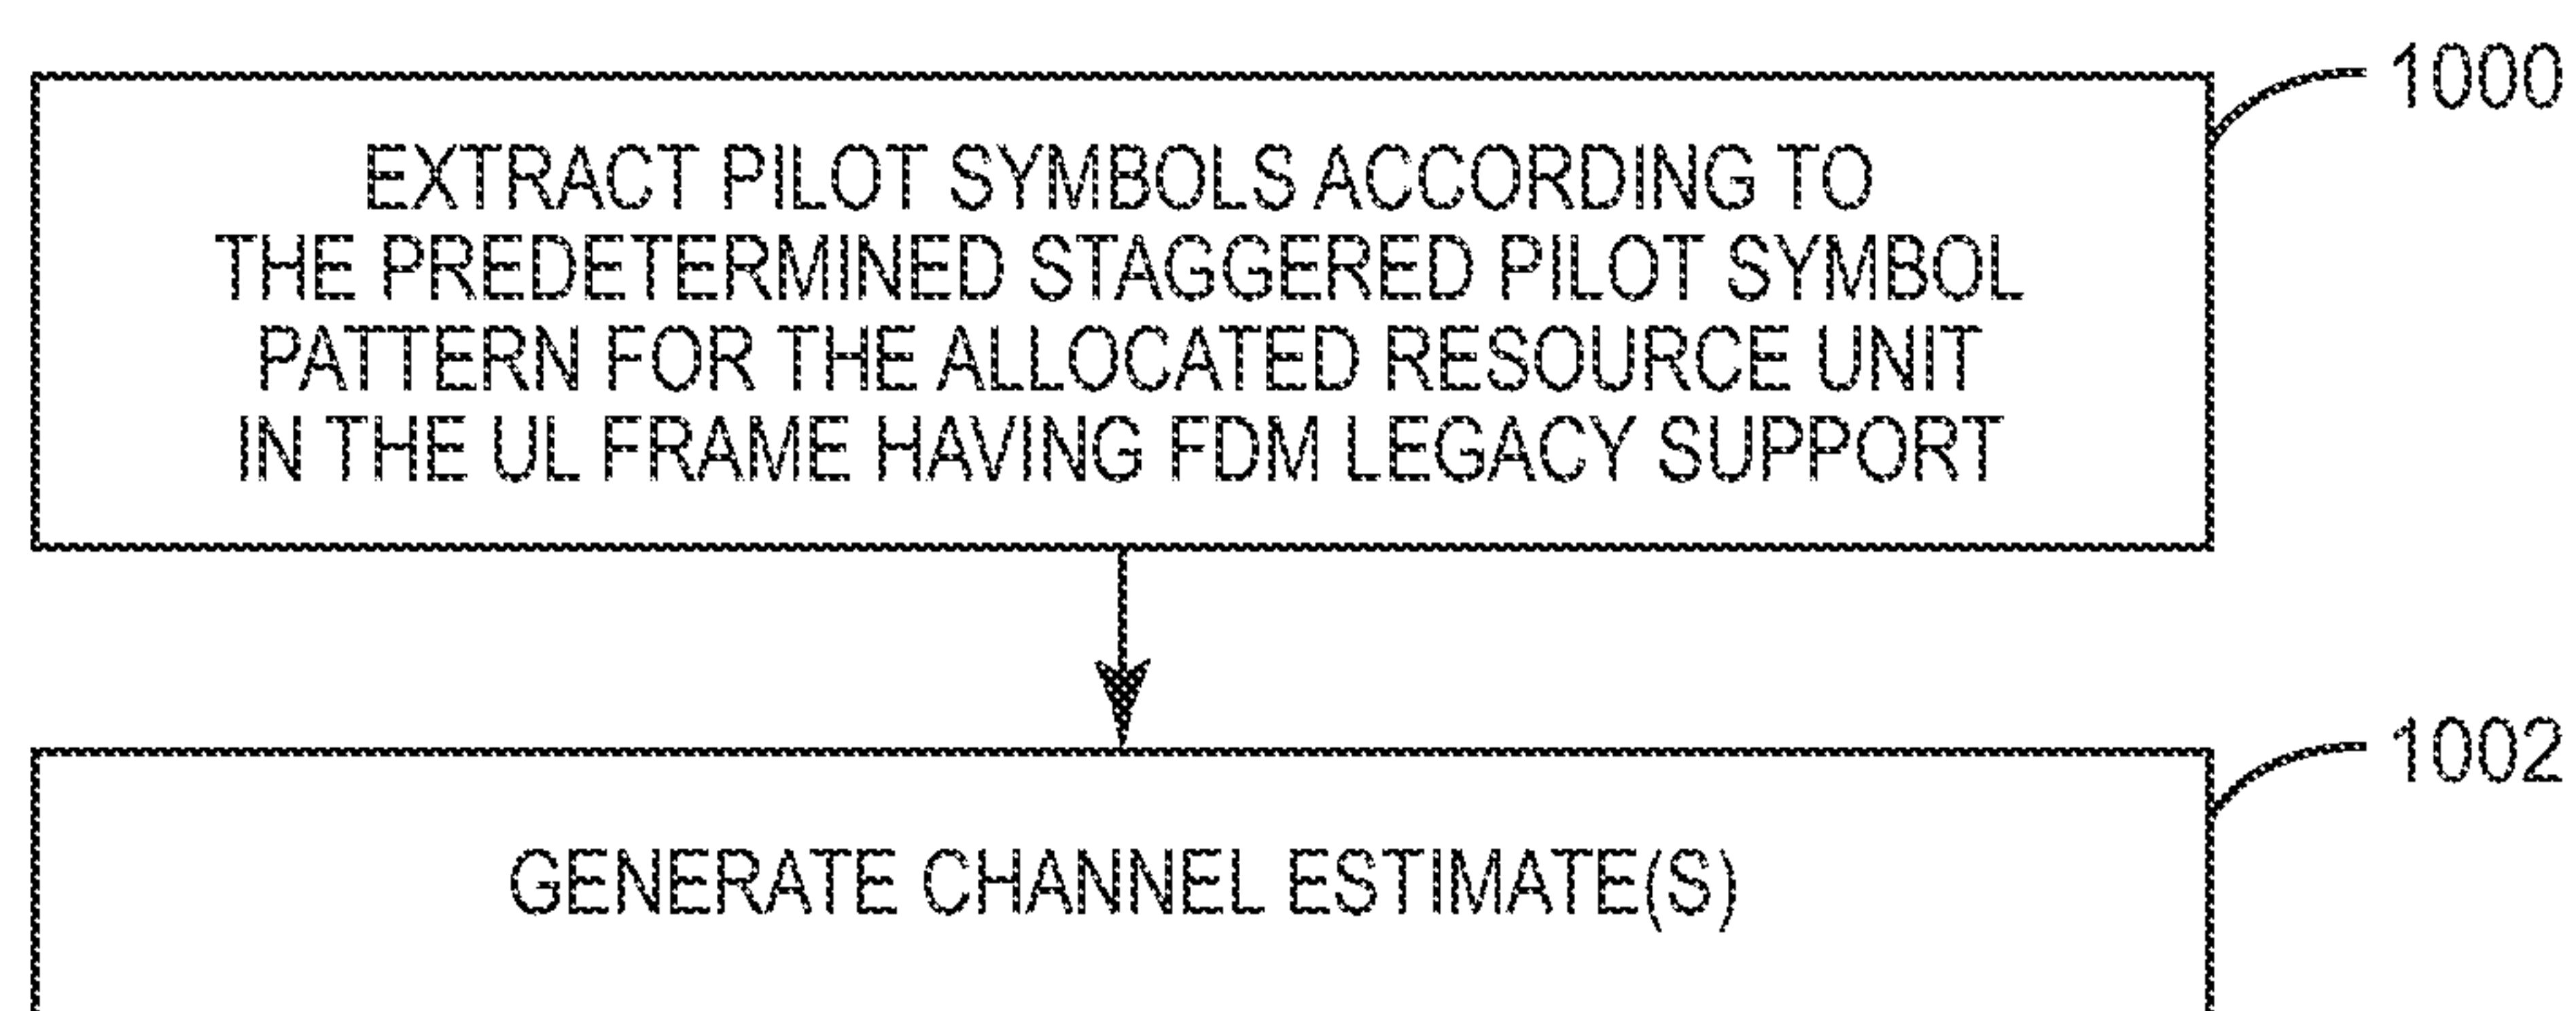 1000
EXTRACT PILOT SYMBOLS ACCORDING TO
THE PREDETERMINED STAGGERED PILOT SYMBOL
PATTERN FOR THE ALLOCATED RESOURCE UNIT
IN THE UL FRAME HAVING FDM LEGACY SUPPORT
1002
GENERATE CHANNEL ESTIMATE(S)